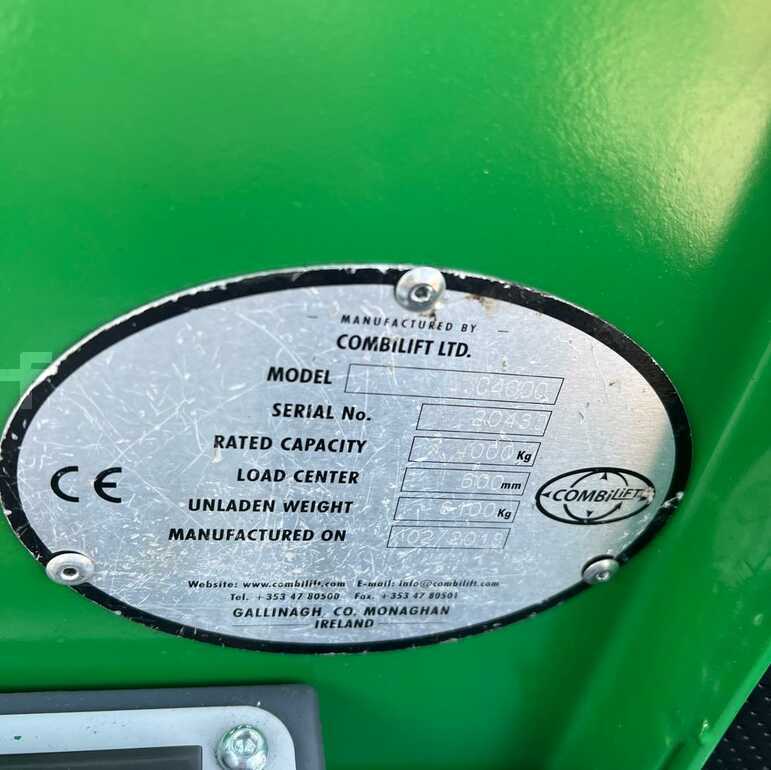 MANUFACTURED BY
COMBiLiFT LTD.
MODEL C4000
SERIAL No.
RATED CAPACITY 4000 Kg
LOAD CENTER 600 mm
UNLADEN WEIGHT Kg
MANUFACTURED ON 02/2018
CE
COMBiLiFT
Website: www.combilift.com E-mail: info@combilift.com
Tel. +353 47 80500 Fax. +353 47 80501
GALLINAGH, CO. MONAGHAN
IRELAND